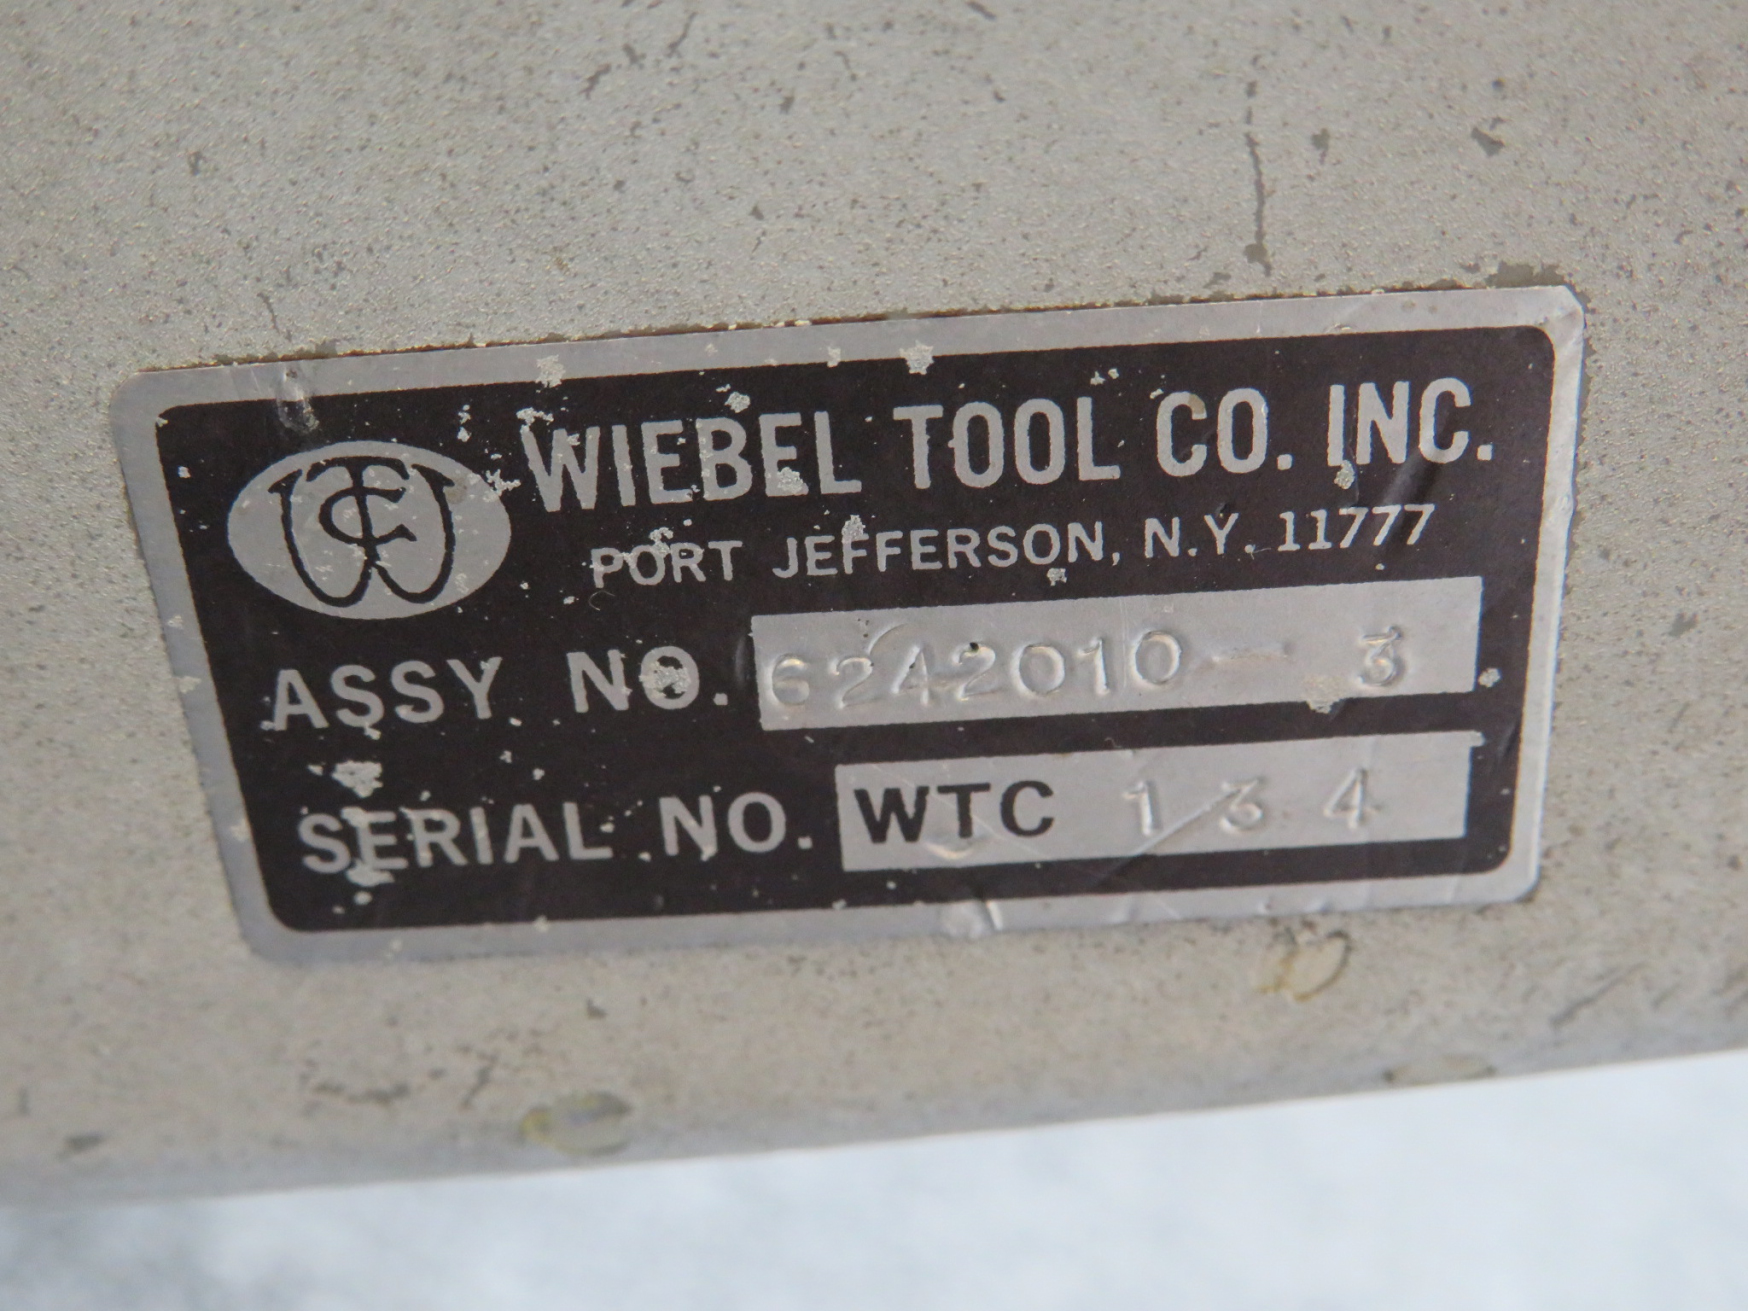 WIEBEL TOOL CO. INC.
PORT JEFFERSON, N.Y. 11777
ASSY NO. 6242010-3
SERIAL NO. WTC 134